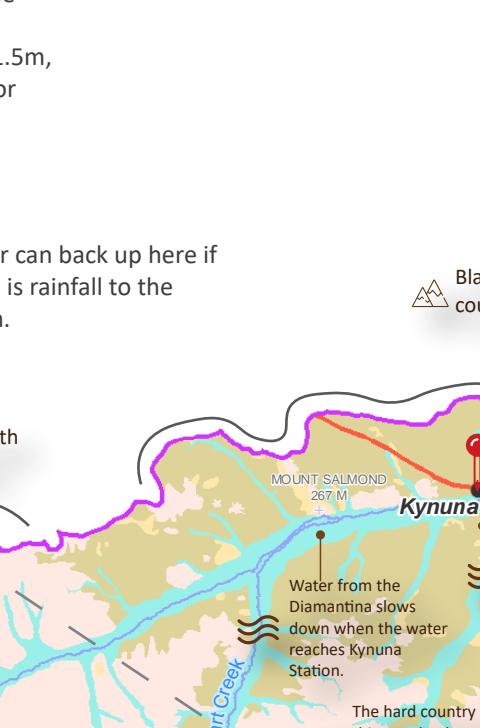 1.5m,
or
r can back up here if
is rainfall to the
Bla
cou
th
MOUNT SALMOND
267 M
Kynuna
Water from the
Diamantina slows
down when the water
reaches Kynuna
Station.
rt Creek
The hard country